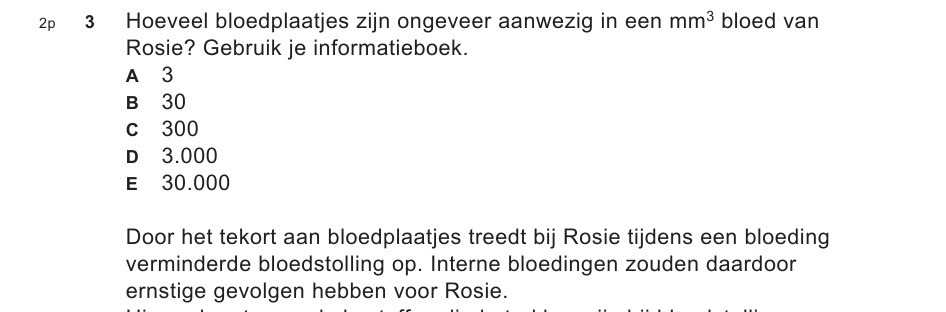 2p 3 Hoeveel bloedplaatjes zijn ongeveer aanwezig in een mm³ bloed van
Rosie? Gebruik je informatieboek.
A 3
B 30
C 300
D 3.000
E 30.000
Door het tekort aan bloedplaatjes treedt bij Rosie tijdens een bloeding
verminderde bloedstolling op. Interne bloedingen zouden daardoor
ernstige gevolgen hebben voor Rosie.